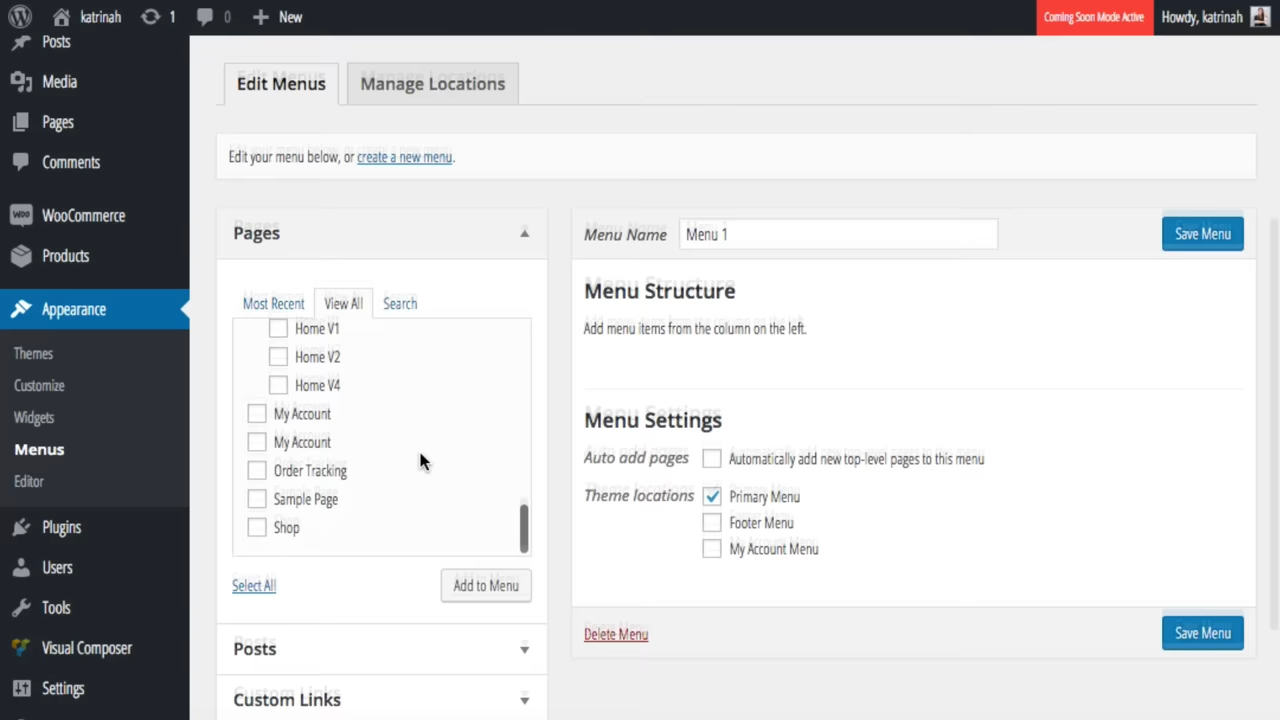 katrinah 1 0 New Coming Soon Mode Active Howdy, katrinah
Posts
Media
Pages
Comments
WooCommerce
Products
Appearance
Themes
Customize
Widgets
Menus
Editor
Plugins
Users
Tools
Visual Composer
Settings
Edit Menus Manage Locations
Edit your menu below, or create a new menu.
Pages
Most Recent View All Search
Home V1
Home V2
Home V4
My Account
My Account
Order Tracking
Sample Page
Shop
Select All Add to Menu
Posts
Custom Links
Menu Name Menu 1 Save Menu
Menu Structure
Add menu items from the column on the left.
Menu Settings
Auto add pages Automatically add new top-level pages to this menu
Theme locations Primary Menu
Footer Menu
My Account Menu
Delete Menu Save Menu